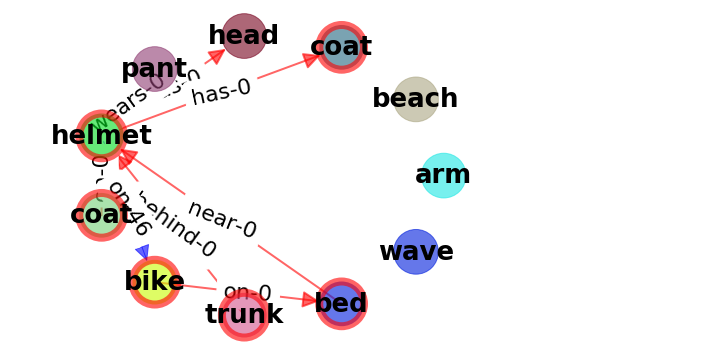 head
coat
pant
wears-0
has-0
beach
helmet
arm
on-46
behind-0
near-0
coat
wave
bike
on-0
trunk
bed